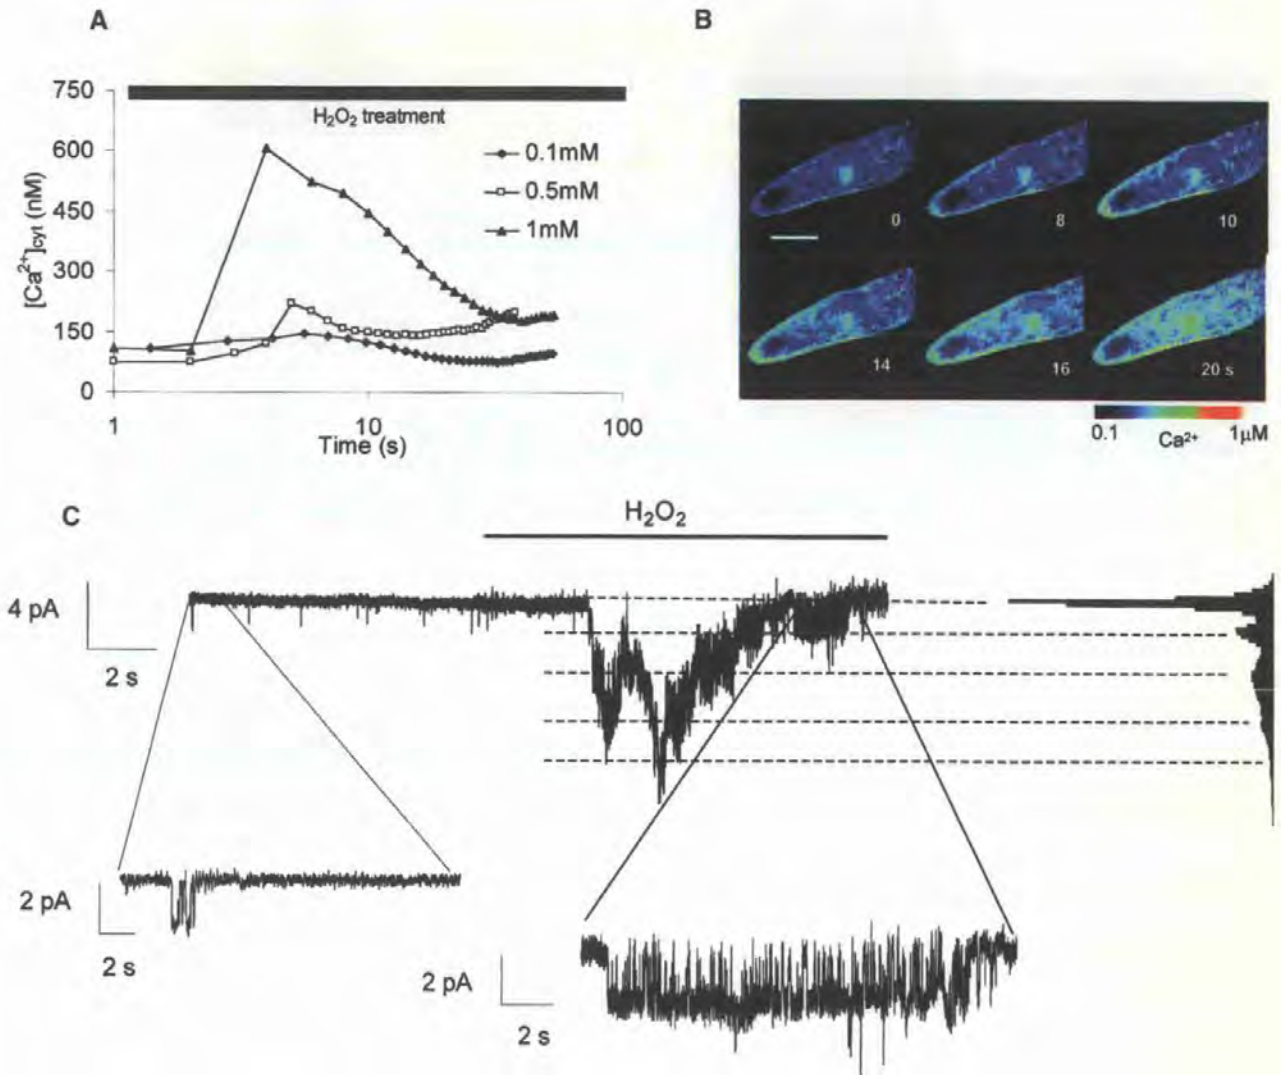 A
750
600
450
300
150
0
[Ca²⁺]cyt (nM)
H₂O₂ treatment
0.1mM
0.5mM
1mM
1
10
100
Time (s)
B
0
8
10
14
16
20 s
0.1
Ca²⁺
1µM
C
H₂O₂
4 pA
2 s
2 pA
2 s
2 pA
2 s